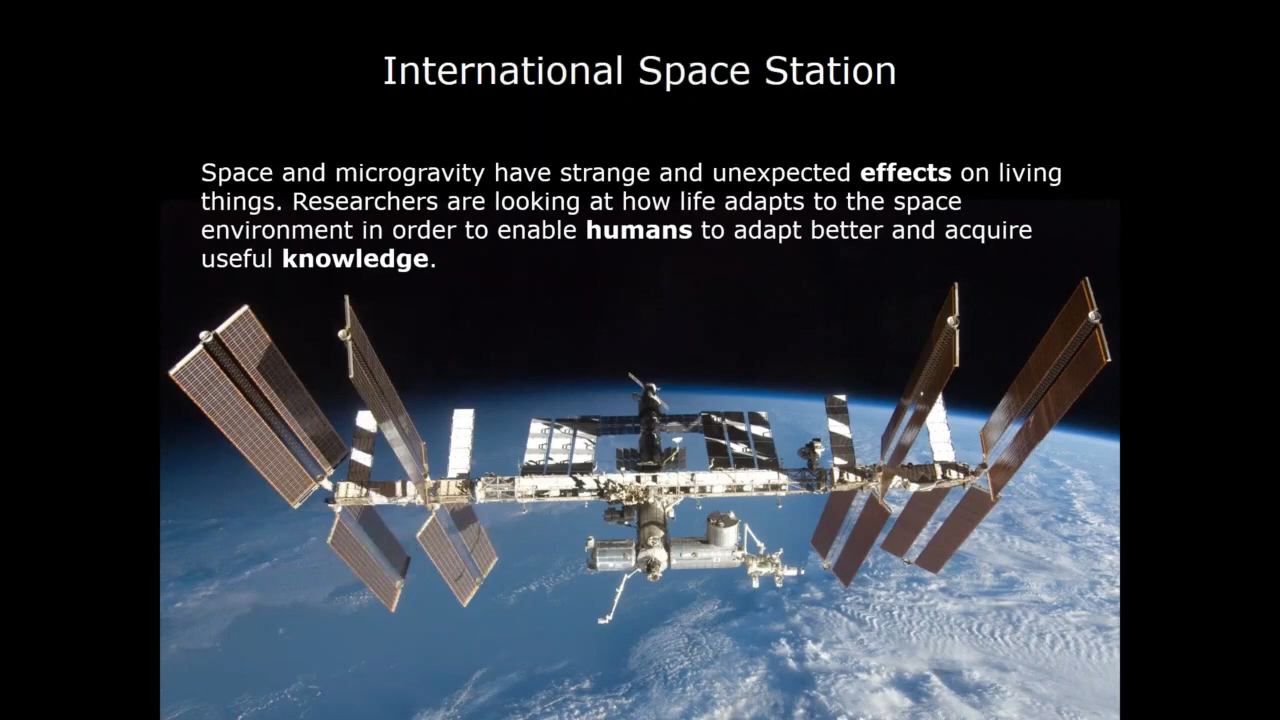 International Space Station
Space and microgravity have strange and unexpected effects on living
things. Researchers are looking at how life adapts to the space
environment in order to enable humans to adapt better and acquire
useful knowledge.